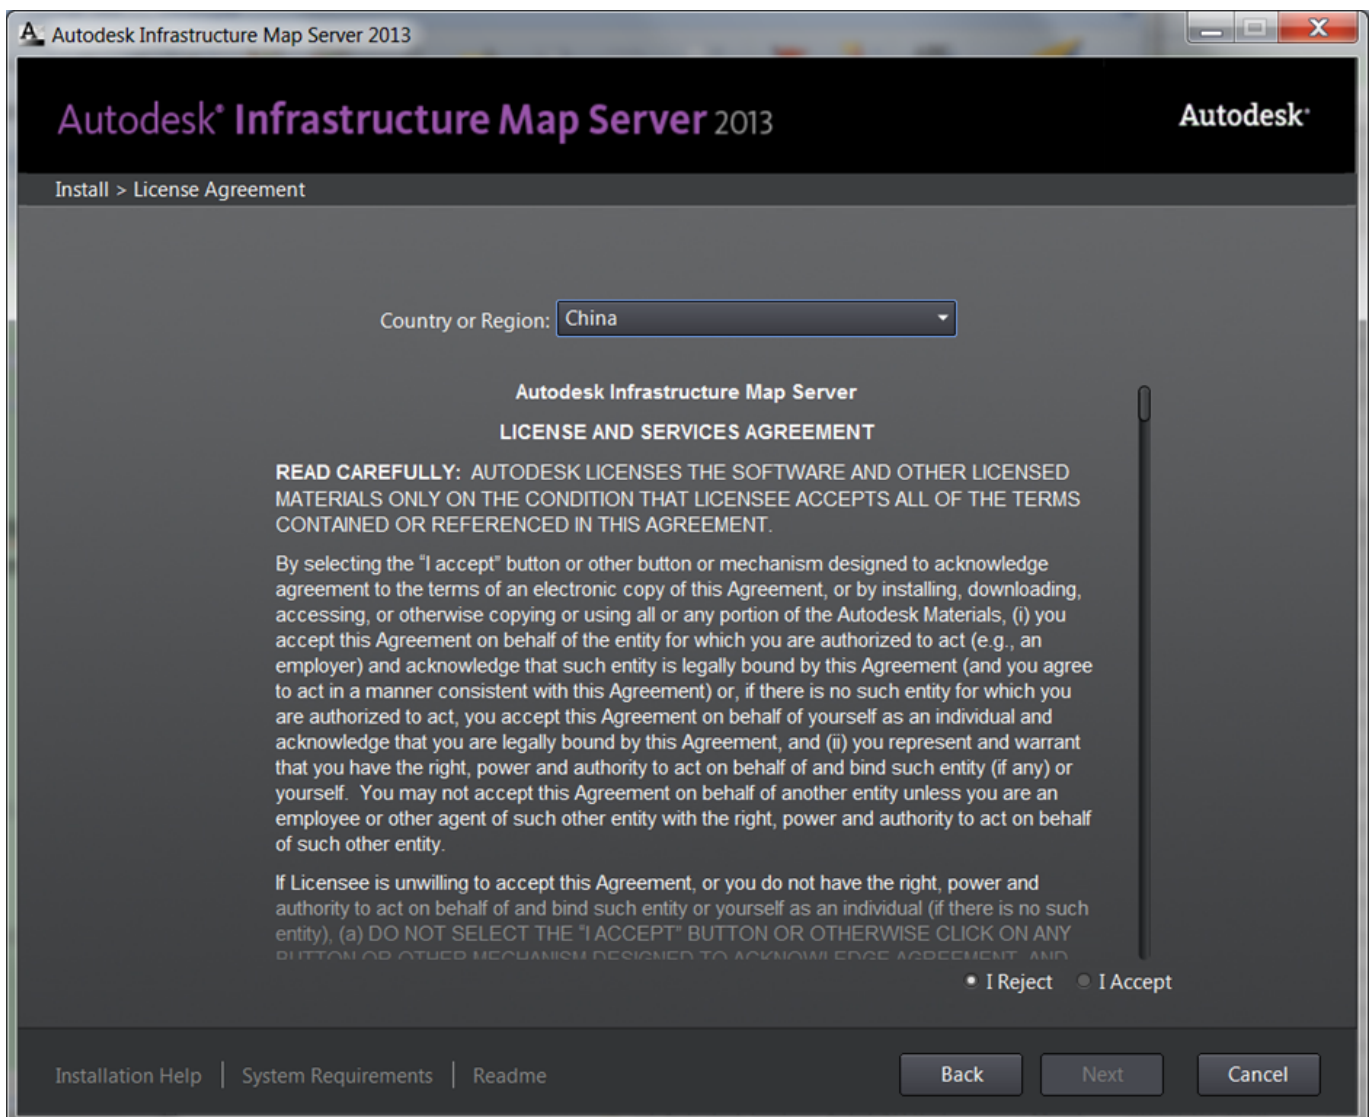 Autodesk Infrastructure Map Server 2013
Autodesk® Infrastructure Map Server 2013
Autodesk®
Install > License Agreement
Country or Region: China
Autodesk Infrastructure Map Server
LICENSE AND SERVICES AGREEMENT
READ CAREFULLY: AUTODESK LICENSES THE SOFTWARE AND OTHER LICENSED
MATERIALS ONLY ON THE CONDITION THAT LICENSEE ACCEPTS ALL OF THE TERMS
CONTAINED OR REFERENCED IN THIS AGREEMENT.
By selecting the “I accept” button or other button or mechanism designed to acknowledge
agreement to the terms of an electronic copy of this Agreement, or by installing, downloading,
accessing, or otherwise copying or using all or any portion of the Autodesk Materials, (i) you
accept this Agreement on behalf of the entity for which you are authorized to act (e.g., an
employer) and acknowledge that such entity is legally bound by this Agreement (and you agree
to act in a manner consistent with this Agreement) or, if there is no such entity for which you
are authorized to act, you accept this Agreement on behalf of yourself as an individual and
acknowledge that you are legally bound by this Agreement, and (ii) you represent and warrant
that you have the right, power and authority to act on behalf of and bind such entity (if any) or
yourself. You may not accept this Agreement on behalf of another entity unless you are an
employee or other agent of such other entity with the right, power and authority to act on behalf
of such other entity.
If Licensee is unwilling to accept this Agreement, or you do not have the right, power and
authority to act on behalf of and bind such entity or yourself as an individual (if there is no such
entity), (a) DO NOT SELECT THE “I ACCEPT” BUTTON OR OTHERWISE CLICK ON ANY
BUTTON OR OTHER MECHANISM DESIGNED TO ACKNOWLEDGE AGREEMENT, AND
I Reject I Accept
Installation Help | System Requirements | Readme
Back Next Cancel